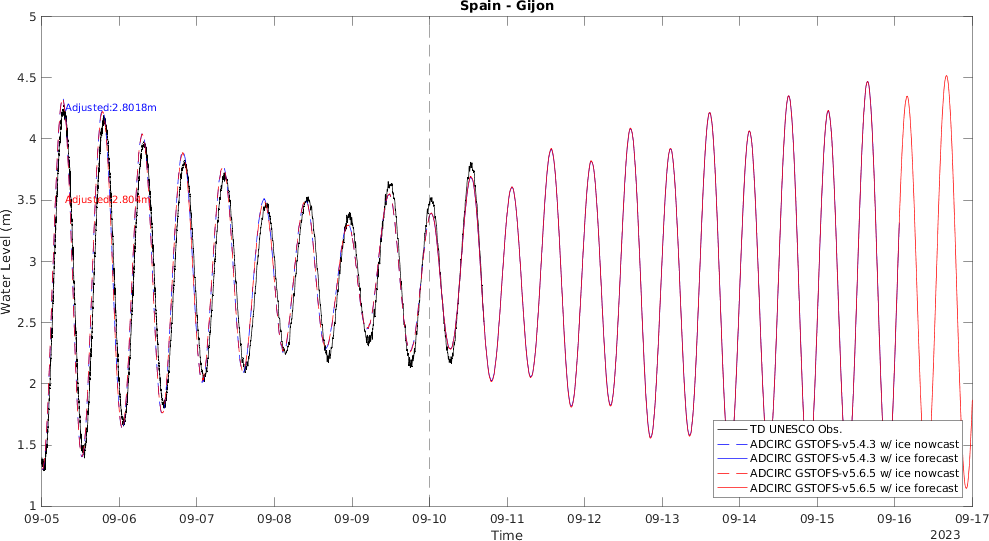 Spain - Gijon
5
4.5
4
3.5
3
2.5
2
1.5
1
Water Level (m)
Adjusted:2.8018m
Adjusted:2.804m
TD UNESCO Obs.
ADCIRC GSTOFS-v5.4.3 w/ ice nowcast
ADCIRC GSTOFS-v5.4.3 w/ ice forecast
ADCIRC GSTOFS-v5.6.5 w/ ice nowcast
ADCIRC GSTOFS-v5.6.5 w/ ice forecast
09-05 09-06 09-07 09-08 09-09 09-10 09-11 09-12 09-13 09-14 09-15 09-16 09-17
Time
2023